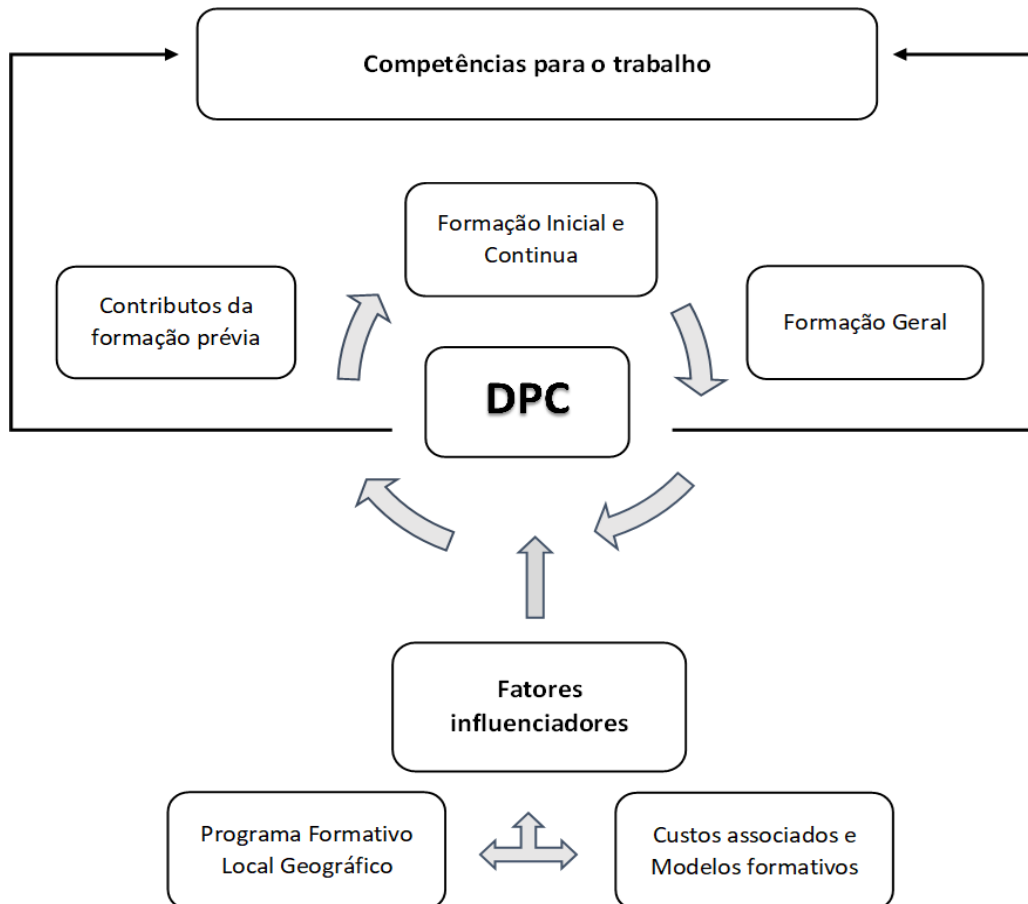 Competências para o trabalho
Formação Inicial e
Continua
Contributos da
formação prévia
Formação Geral
DPC
Fatores
influenciadores
Programa Formativo
Local Geográfico
Custos associados e
Modelos formativos